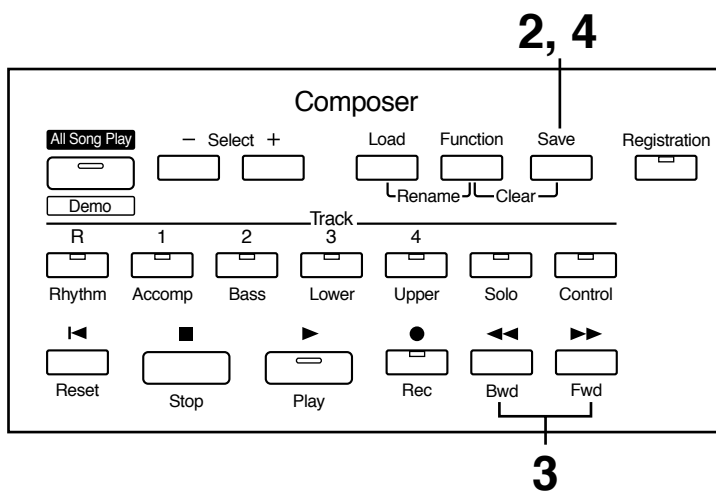 2, 4
Composer
All Song Play − Select + Load Function Save Registration
Demo Rename Clear
Track
R 1 2 3 4
Rhythm Accomp Bass Lower Upper Solo Control
Reset Stop Play Rec Bwd Fwd
3